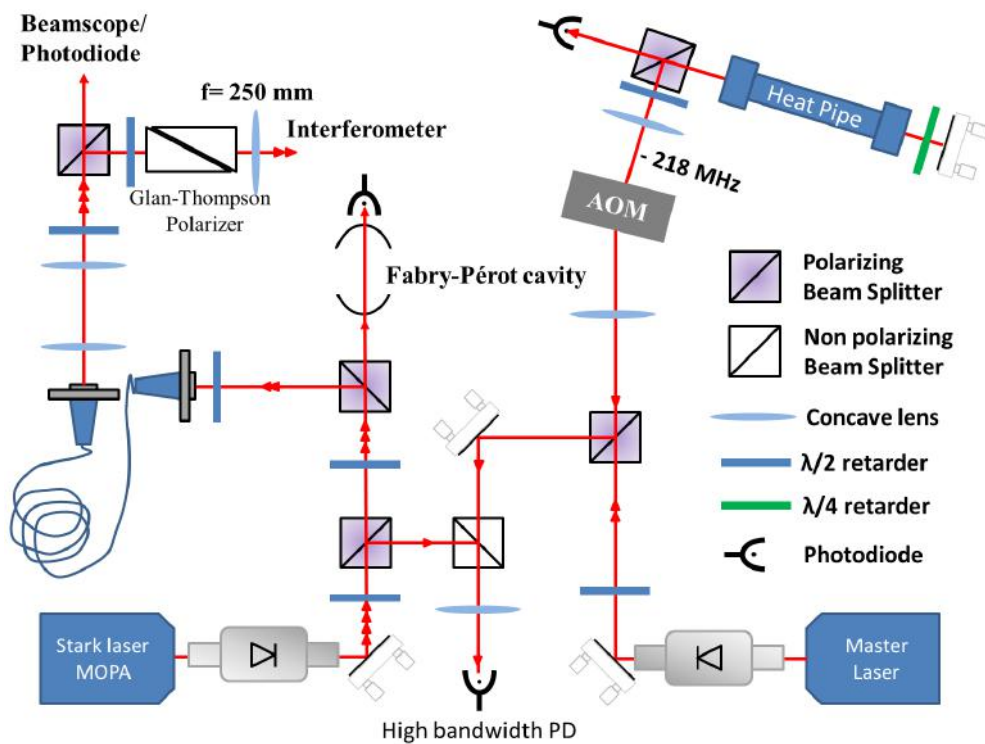 Beamscope/
Photodiode
f= 250 mm
Interferometer
Glan-Thompson
Polarizer
Heat Pipe
- 218 MHz
AOM
Fabry-Pérot cavity
Polarizing
Beam Splitter
Non polarizing
Beam Splitter
Concave lens
λ/2 retarder
λ/4 retarder
Photodiode
Stark laser
MOPA
Master
Laser
High bandwidth PD